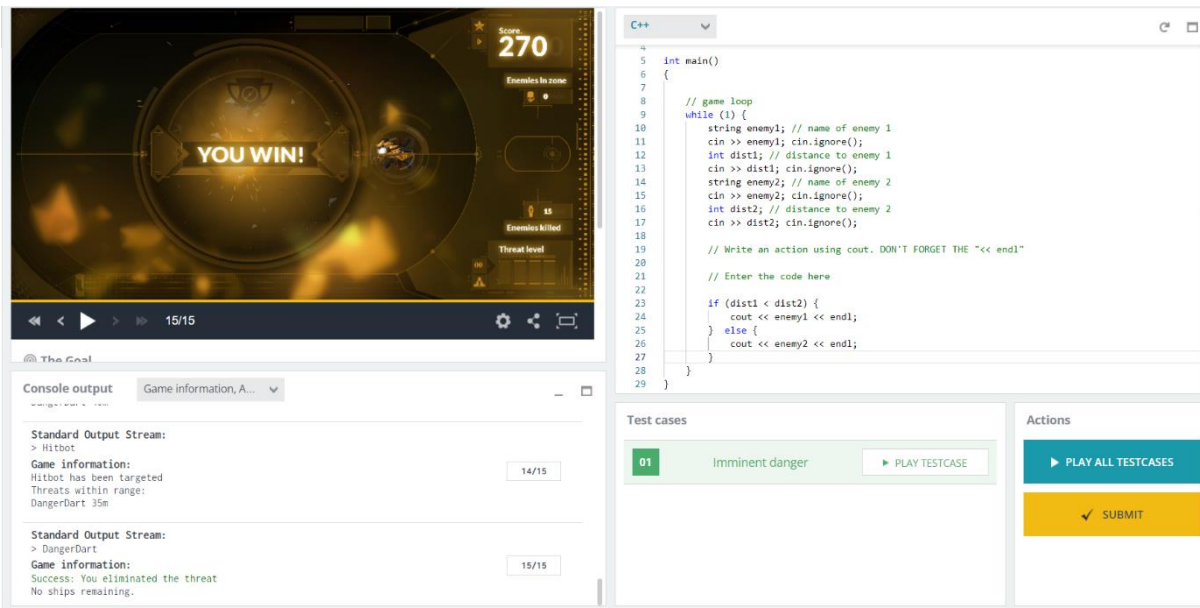 Score
270
Enemies in zone
0
YOU WIN!
15
Enemies killed
Threat level
15/15
The Goal
Console output
Game information, A...
Standard Output Stream:
> Hitbot
Game information:
Hitbot has been targeted
Threats within range:
DangerDart 35m
14/15
Standard Output Stream:
> DangerDart
Game information:
Success: You eliminated the threat
No ships remaining.
15/15
C++
4
5 int main()
6 {
7
8 // game loop
9 while (1) {
10 string enemy1; // name of enemy 1
11 cin >> enemy1; cin.ignore();
12 int dist1; // distance to enemy 1
13 cin >> dist1; cin.ignore();
14 string enemy2; // name of enemy 2
15 cin >> enemy2; cin.ignore();
16 int dist2; // distance to enemy 2
17 cin >> dist2; cin.ignore();
18
19 // Write an action using cout. DON'T FORGET THE "<< endl"
20
21 // Enter the code here
22
23 if (dist1 < dist2) {
24 cout << enemy1 << endl;
25 } else {
26 cout << enemy2 << endl;
27 }
28 }
29 }
Test cases
01 Imminent danger
PLAY TESTCASE
Actions
PLAY ALL TESTCASES
SUBMIT